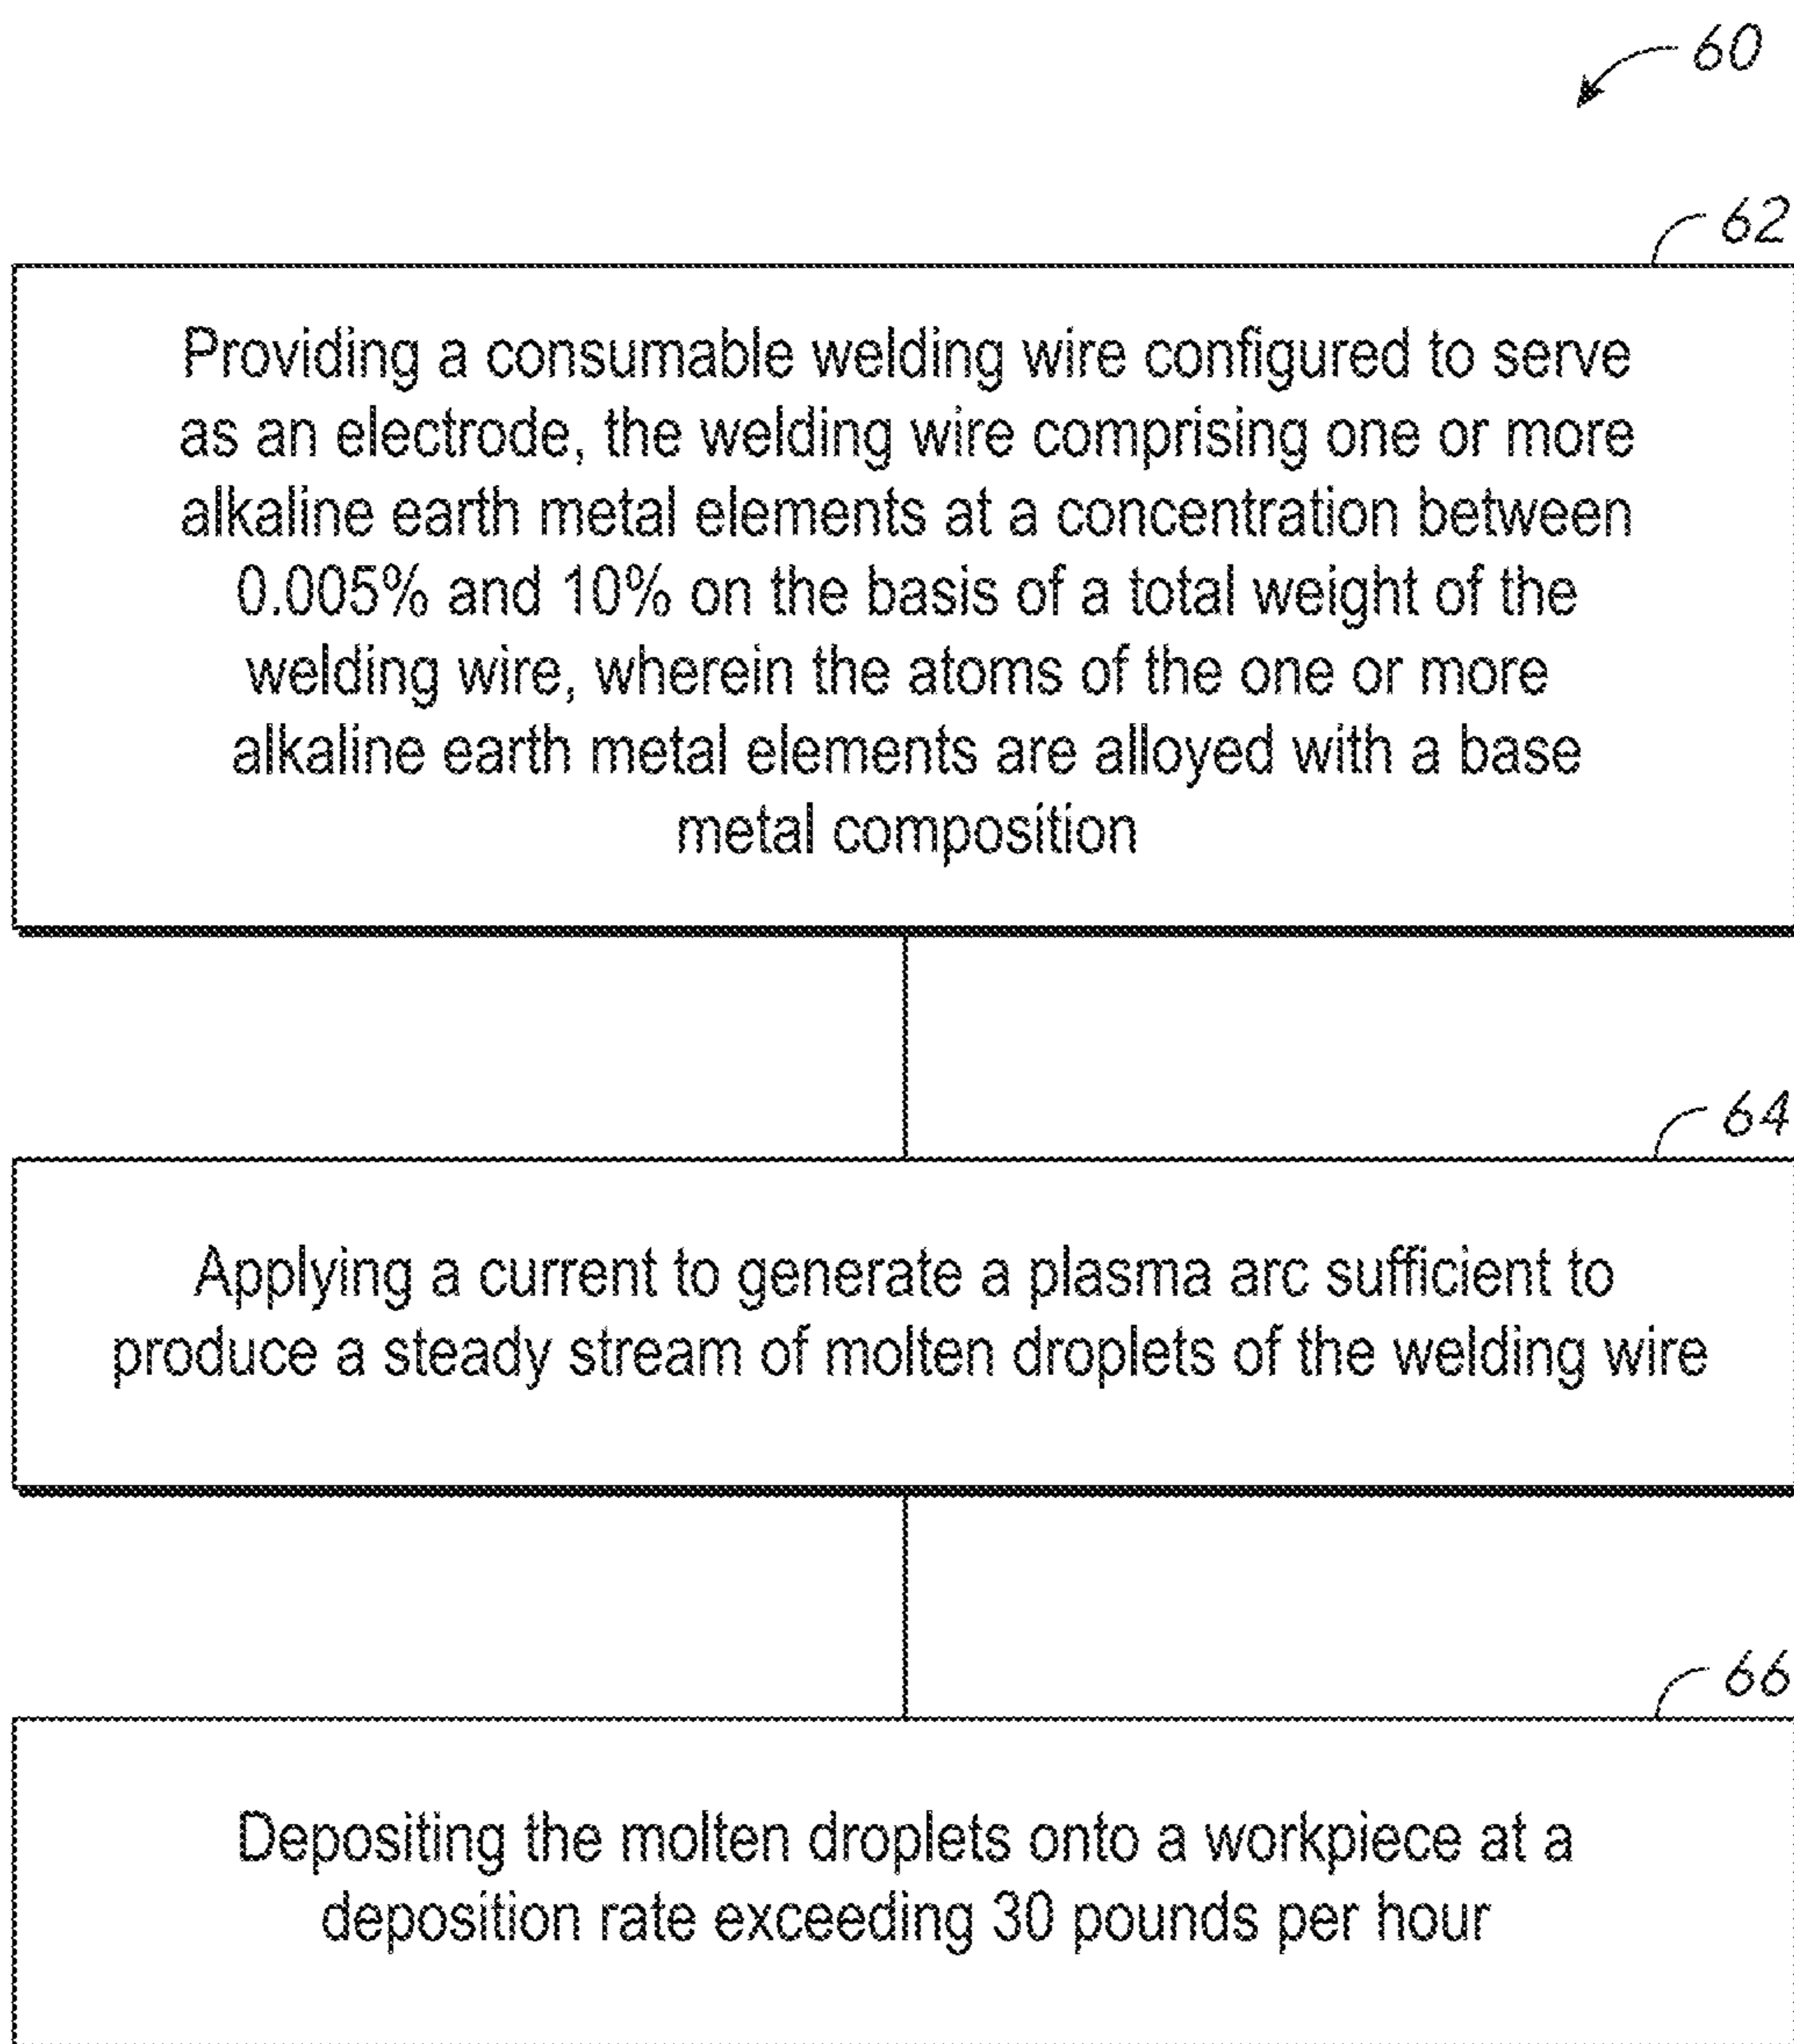 60
62
Providing a consumable welding wire configured to serve
as an electrode, the welding wire comprising one or more
alkaline earth metal elements at a concentration between
0.005% and 10% on the basis of a total weight of the
welding wire, wherein the atoms of the one or more
alkaline earth metal elements are alloyed with a base
metal composition
64
Applying a current to generate a plasma arc sufficient to
produce a steady stream of molten droplets of the welding wire
66
Depositing the molten droplets onto a workpiece at a
deposition rate exceeding 30 pounds per hour